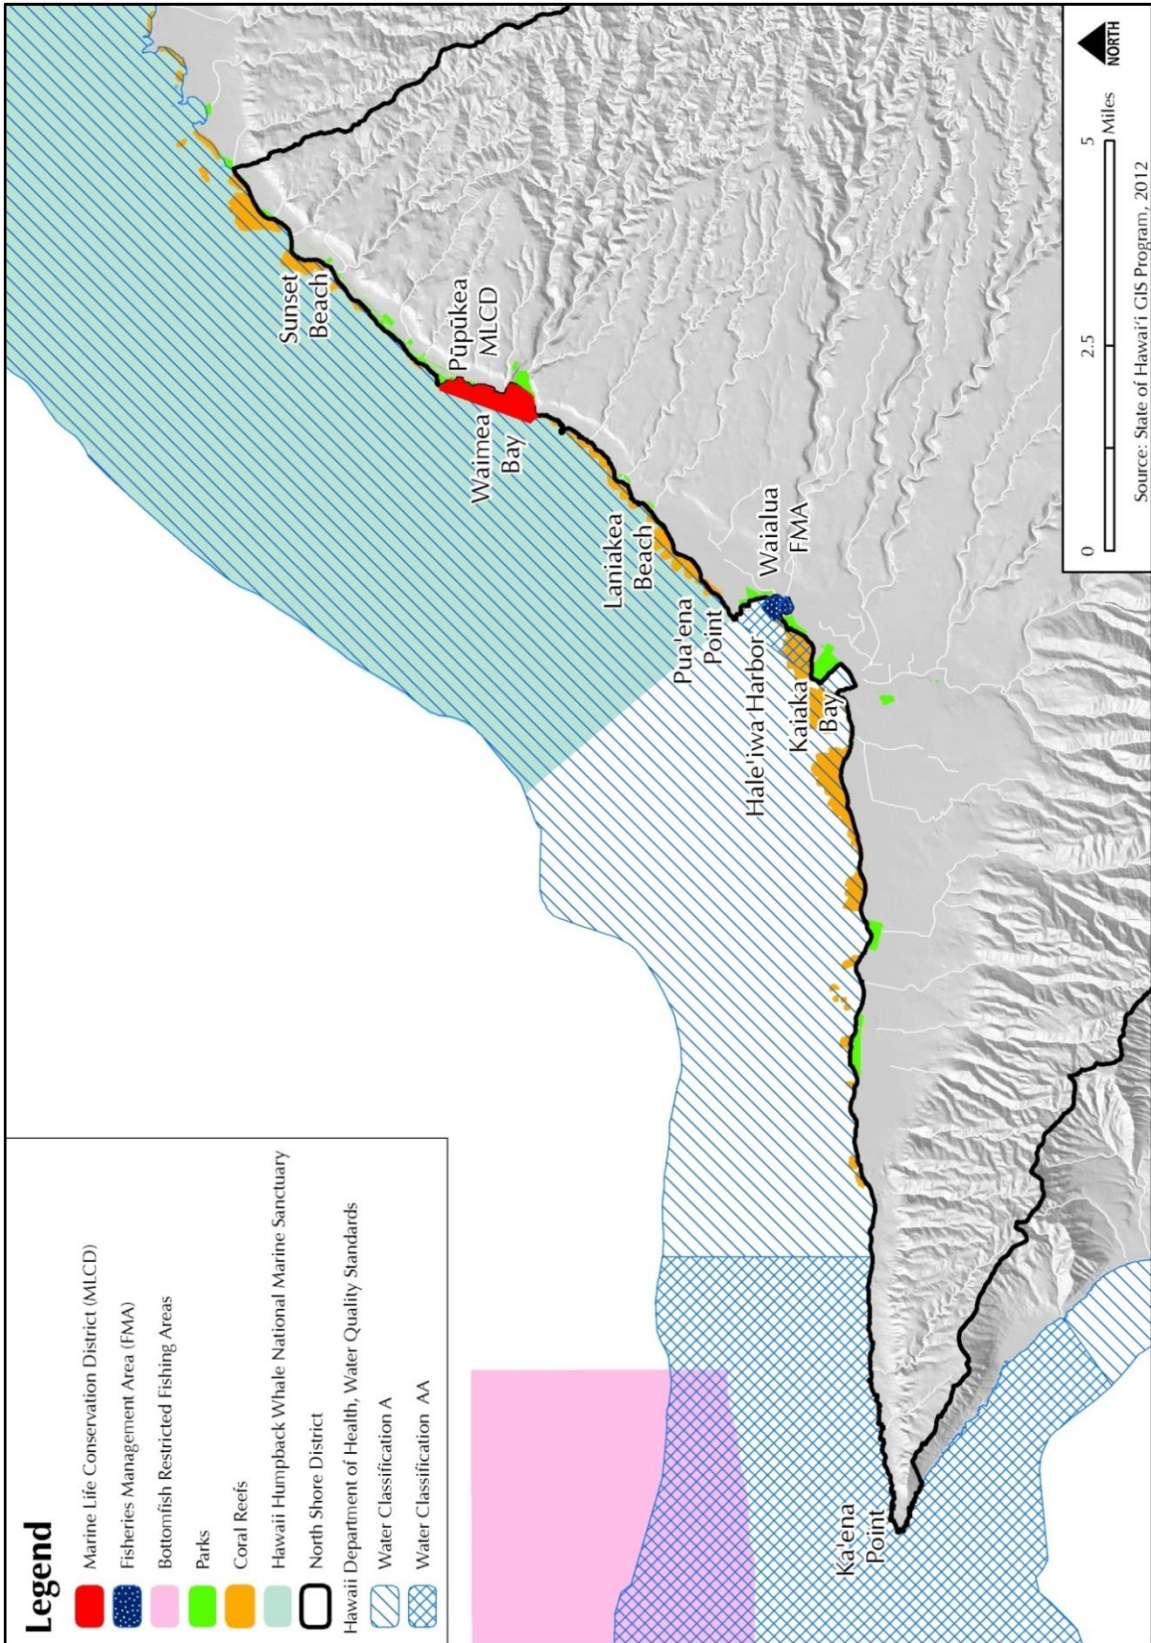 Legend
Marine Life Conservation District (MLCD)
Fisheries Management Area (FMA)
Bottomfish Restricted Fishing Areas
Parks
Coral Reefs
Hawaii Humpback Whale National Marine Sanctuary
North Shore District
Hawaii Department of Health, Water Quality Standards
Water Classification A
Water Classification AA
Ka'ena
Point
Kaiaka
Bay
Hale'iwa Harbor
Pua'ena
Point
Waialua
FMA
Laniakea
Beach
Waimea
Bay
Pūpūkea
MLCD
Sunset
Beach
0 2.5 5
Miles
NORTH
Source: State of Hawai'i GIS Program, 2012